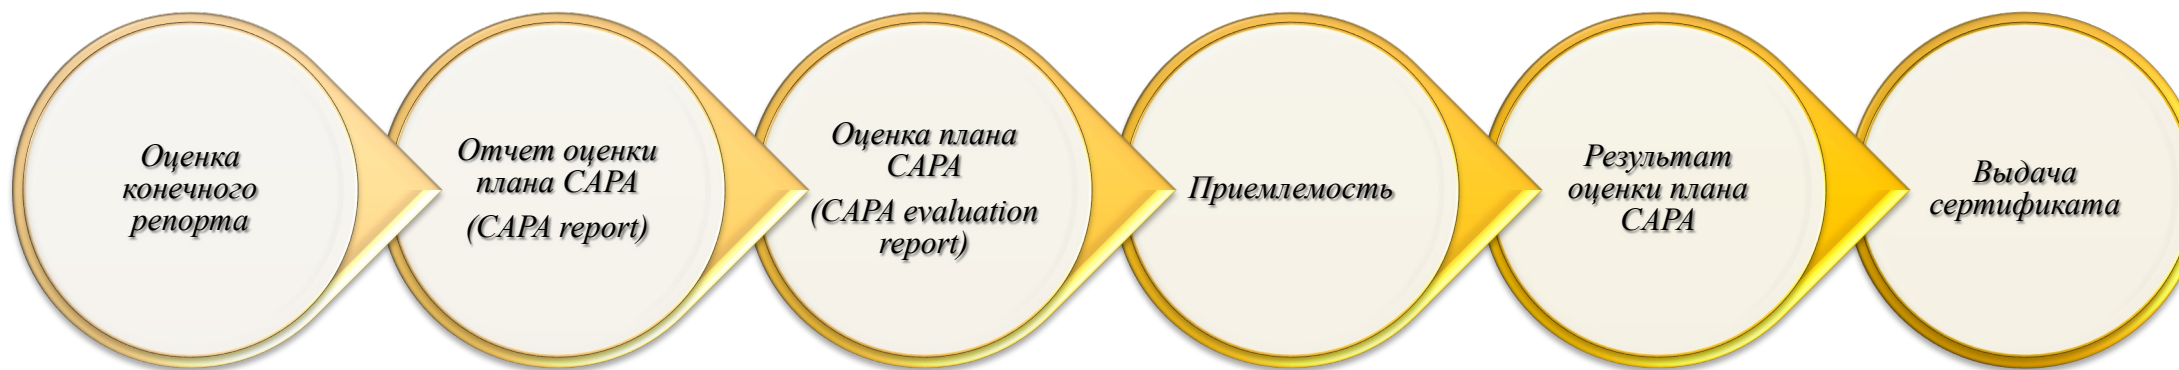 Оценка
конечного
репорта
Отчет оценки
плана CAPA
(CAPA report)
Оценка плана
CAPA
(CAPA evaluation
report)
Приемлемость
Результат
оценки плана
CAPA
Выдача
сертификата